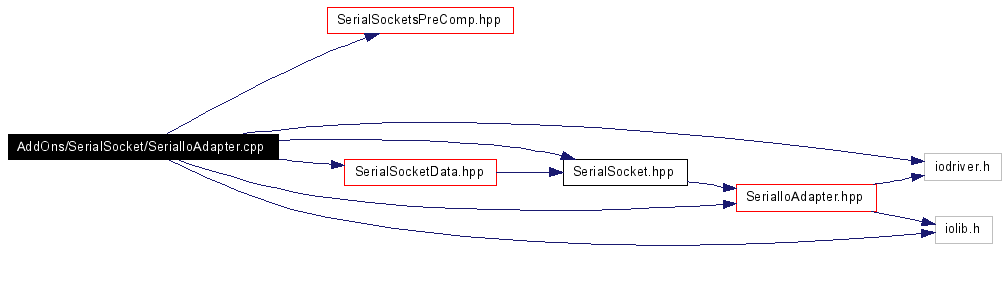 SerialSocketsPreComp.hpp
AddOns/SerialSocket/SerialIoAdapter.cpp
iodriver.h
SerialSocketData.hpp
SerialSocket.hpp
SerialIoAdapter.hpp
iolib.h